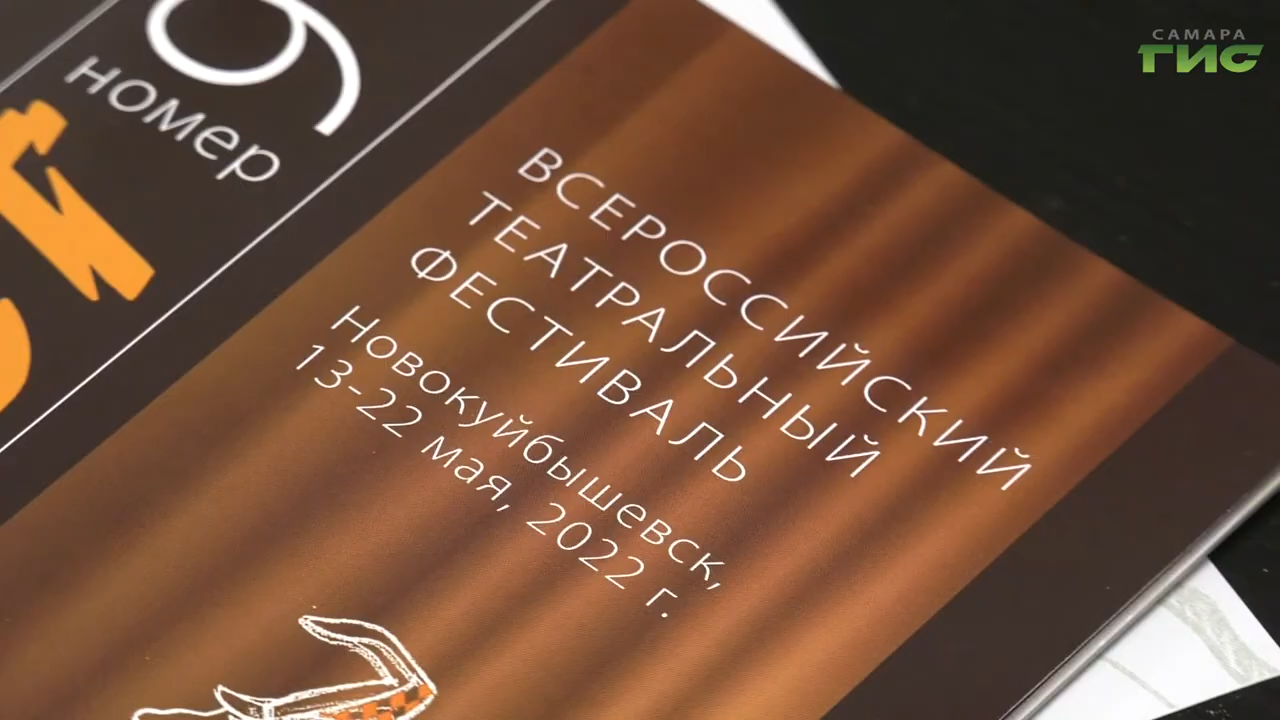 САМАРА
ГИС
9
номер
ВСЕРОССИЙСКИЙ
ТЕАТРАЛЬНЫЙ
ФЕСТИВАЛЬ
Новокуйбышевск,
13-22 мая, 2022 г.